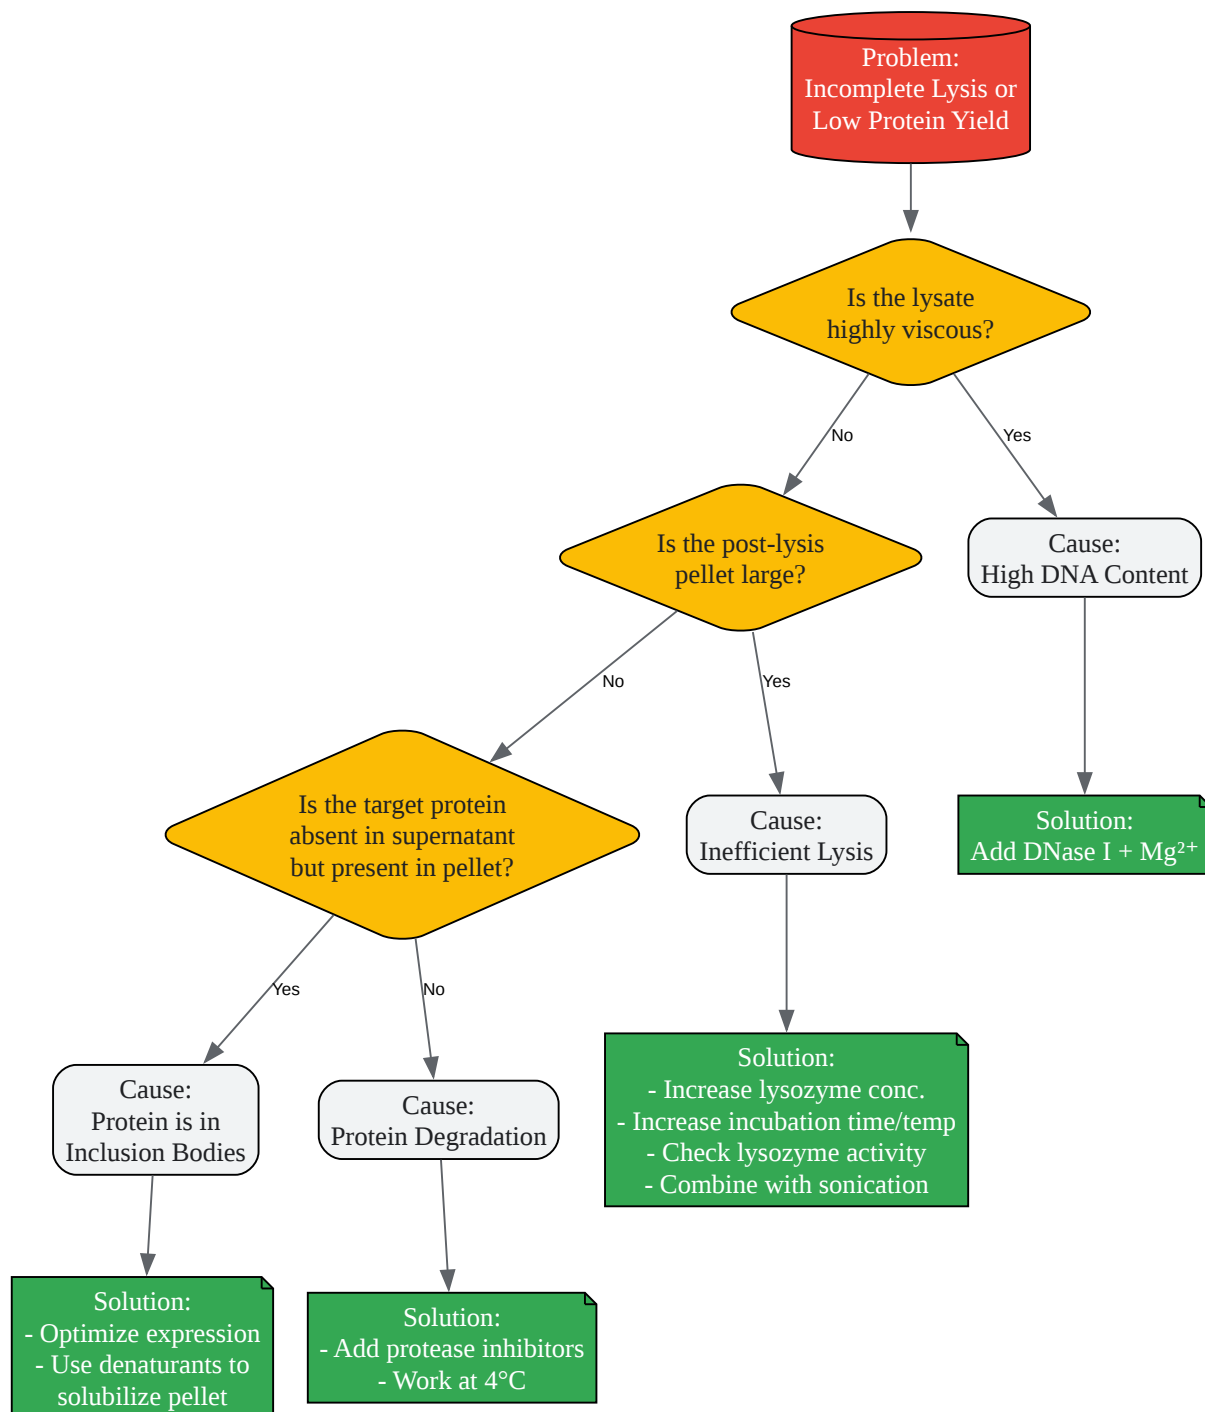 Problem:
Incomplete Lysis or
Low Protein Yield
Is the lysate
highly viscous?
No
Yes
Is the post-lysis
pellet large?
Cause:
High DNA Content
No
Yes
Is the target protein
absent in supernatant
but present in pellet?
Cause:
Inefficient Lysis
Solution:
Add DNase I + Mg²⁺
Yes
No
Cause:
Protein is in
Inclusion Bodies
Cause:
Protein Degradation
Solution:
- Increase lysozyme conc.
- Increase incubation time/temp
- Check lysozyme activity
- Combine with sonication
Solution:
- Optimize expression
- Use denaturants to
solubilize pellet
Solution:
- Add protease inhibitors
- Work at 4°C